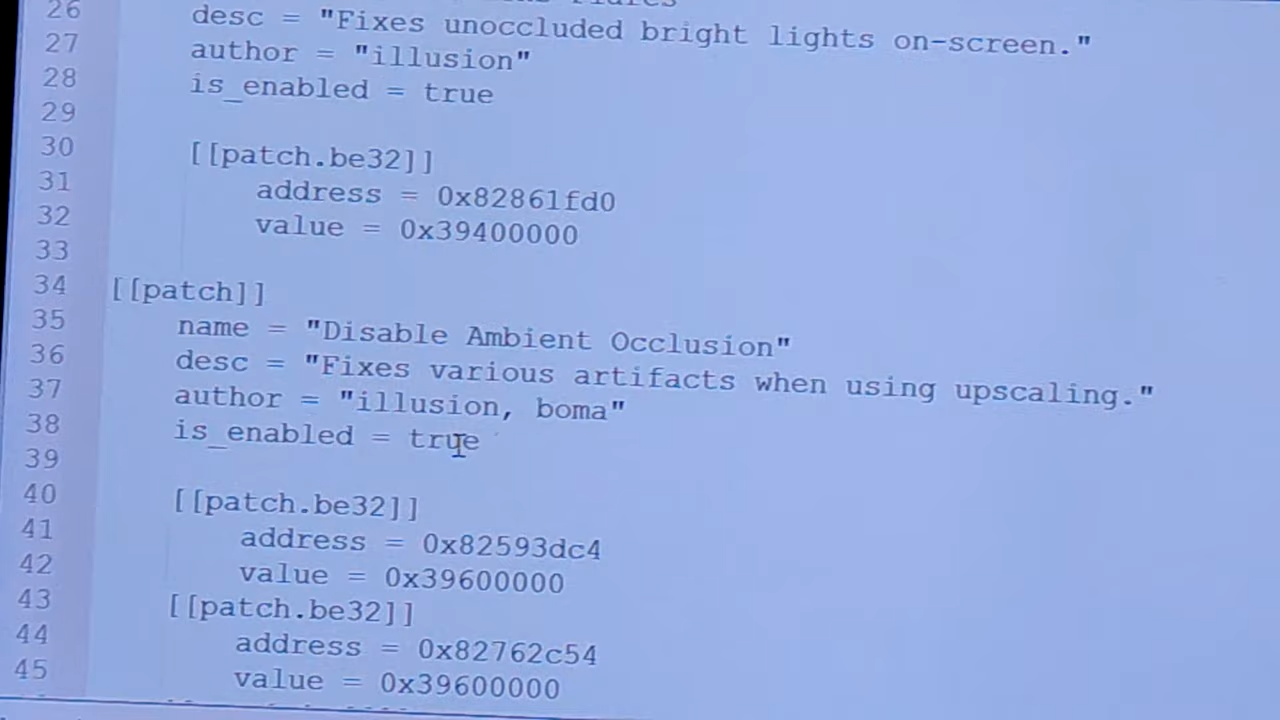 26
desc = "Fixes unoccluded bright lights on-screen."
27 author = "illusion"
28 is_enabled = true
29
30 [[patch.be32]]
31 address = 0x82861fd0
32 value = 0x39400000
33
34 [[patch]]
35 name = "Disable Ambient Occlusion"
36 desc = "Fixes various artifacts when using upscaling."
37 author = "illusion, boma"
38 is_enabled = true
39
40 [[patch.be32]]
41 address = 0x82593dc4
42 value = 0x39600000
43 [[patch.be32]]
44 address = 0x82762c54
45 value = 0x39600000